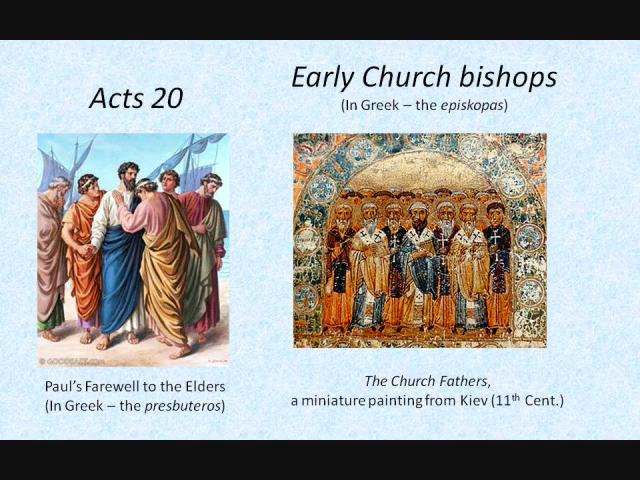 Acts 20
Early Church bishops
(In Greek – the episkopas)
Paul's Farewell to the Elders
(In Greek – the presbuteros)
The Church Fathers,
a miniature painting from Kiev (11th Cent.)